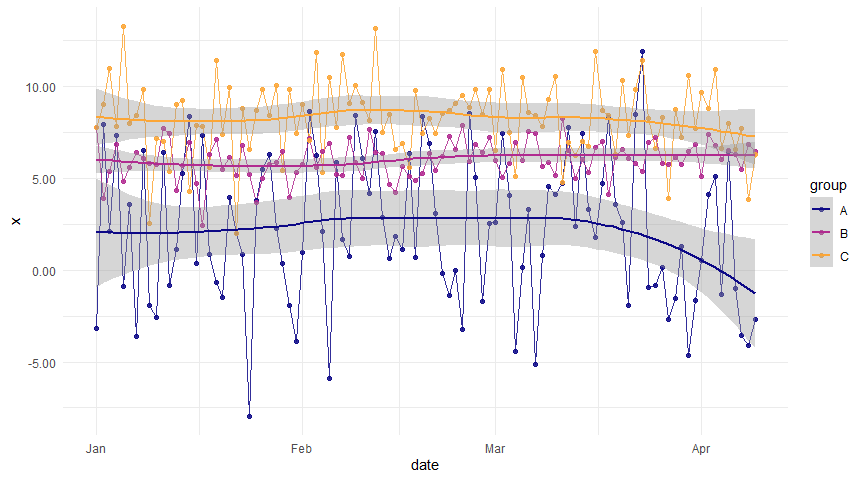 x
10.00
5.00
0.00
-5.00
Jan
Feb
Mar
Apr
date
group
A
B
C